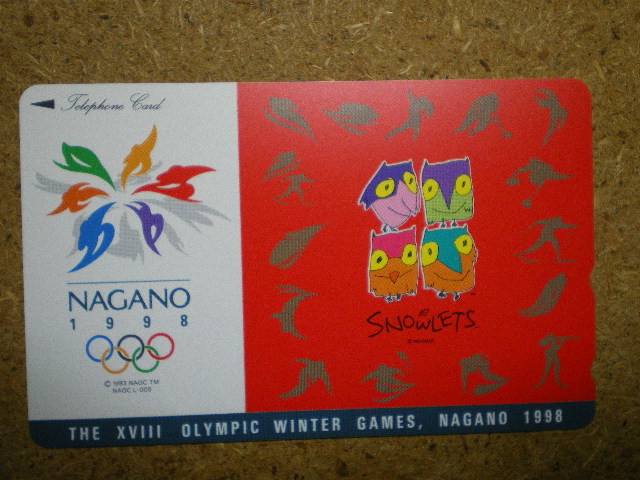 Telephone Card
NAGANO
1998
© 1993 NAOC TM
NAOC L-008
SNOWLETS
THE XVIII OLYMPIC WINTER GAMES, NAGANO 1998